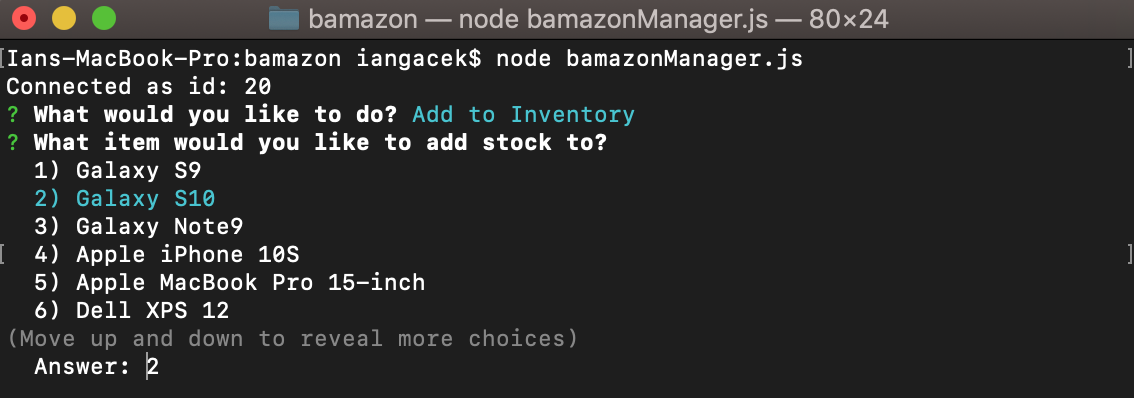 bamazon — node bamazonManager.js — 80×24
[Ians-MacBook-Pro:bamazon iangacek$ node bamazonManager.js ]
Connected as id: 20
? What would you like to do? Add to Inventory
? What item would you like to add stock to?
1) Galaxy S9
2) Galaxy S10
3) Galaxy Note9
[ 4) Apple iPhone 10S ]
5) Apple MacBook Pro 15-inch
6) Dell XPS 12
(Move up and down to reveal more choices)
Answer: 2